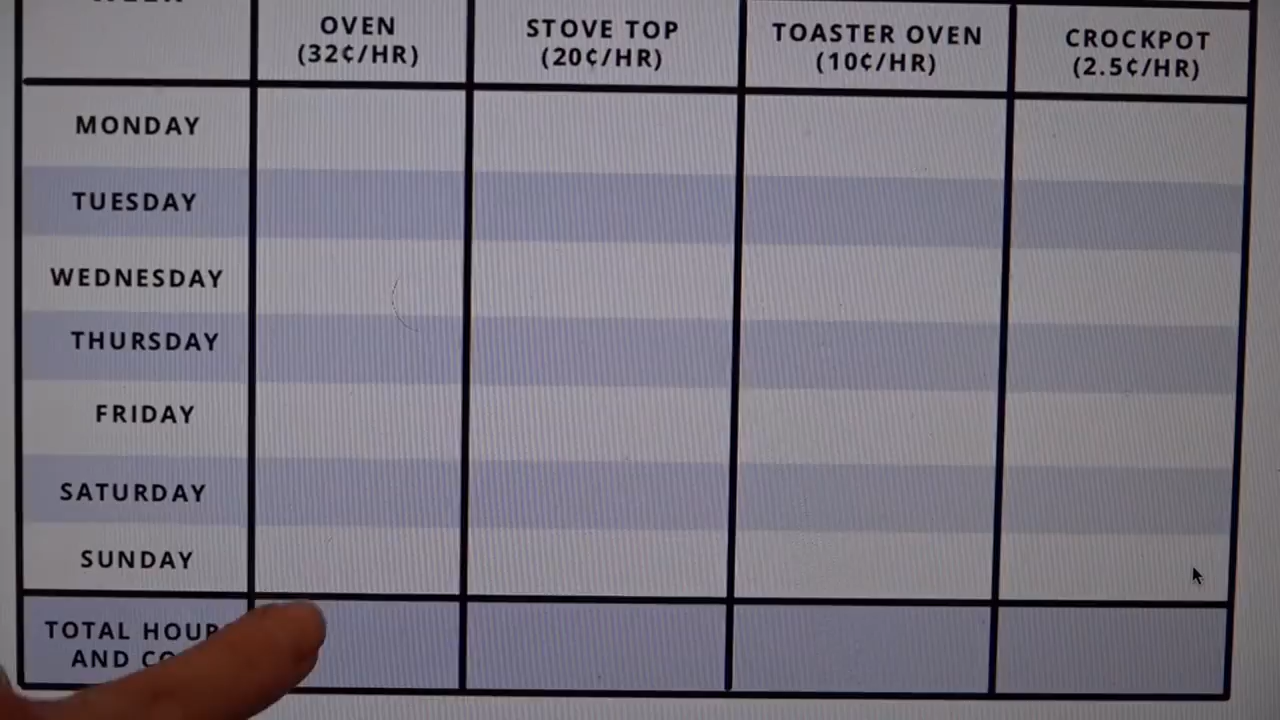 OVEN
(32¢/HR)
STOVE TOP
(20¢/HR)
TOASTER OVEN
(10¢/HR)
CROCKPOT
(2.5¢/HR)
MONDAY
TUESDAY
WEDNESDAY
THURSDAY
FRIDAY
SATURDAY
SUNDAY
TOTAL
AND